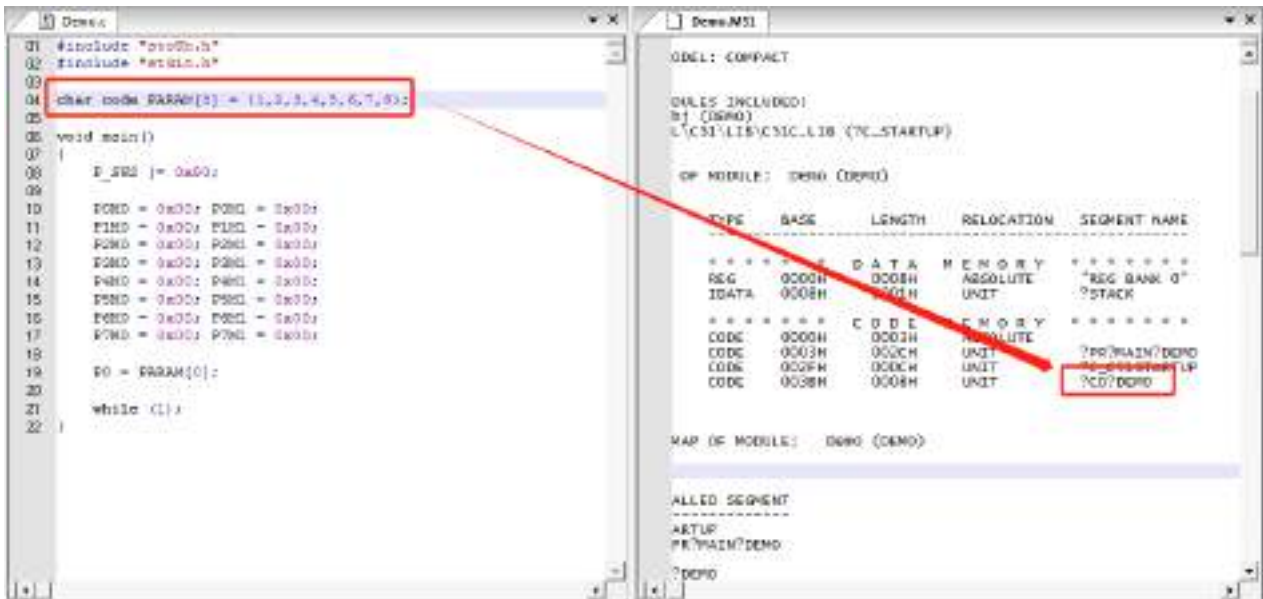 Demo.c
01 #include "stc8h.h"
02 #include
03
04 char code PARAM[8] = {1,2,3,4,5,6,7,8};
05
06 void main()
07 {
08 P_SW2 |= 0x80;
09
10 P0M0 = 0x00; P0M1 = 0x00;
11 P1M0 = 0x00; P1M1 = 0x00;
12 P2M0 = 0x00; P2M1 = 0x00;
13 P3M0 = 0x00; P3M1 = 0x00;
14 P4M0 = 0x00; P4M1 = 0x00;
15 P5M0 = 0x00; P5M1 = 0x00;
16 P6M0 = 0x00; P6M1 = 0x00;
17 P7M0 = 0x00; P7M1 = 0x00;
18
19 P0 = PARAM[0];
20
21 while (1);
22 }
Demo.M51
ODEL: COMPACT
DULES INCLUDED:
bj (DEMO)
L\C51\LIB\C51C.LIB (?C_STARTUP)
OF MODULE: Demo (DEMO)
TYPE BASE LENGTH RELOCATION SEGMENT NAME
* * * * * * * D A T A M E M O R Y * * * * * * *
REG 0000H 0008H ABSOLUTE "REG BANK 0"
IDATA 0008H 0001H UNIT ?STACK
* * * * * * * C O D E M E M O R Y * * * * * * *
CODE 0000H 0003H ABSOLUTE
CODE 0003H 002CH UNIT ?PR?MAIN?DEMO
CODE 002FH 000CH UNIT ?C_C51STARTUP
CODE 003BH 0008H UNIT ?CO?DEMO
MAP OF MODULE: Demo (DEMO)
ALLED SEGMENT
ARTUP
PR?MAIN?DEMO
?DEMO